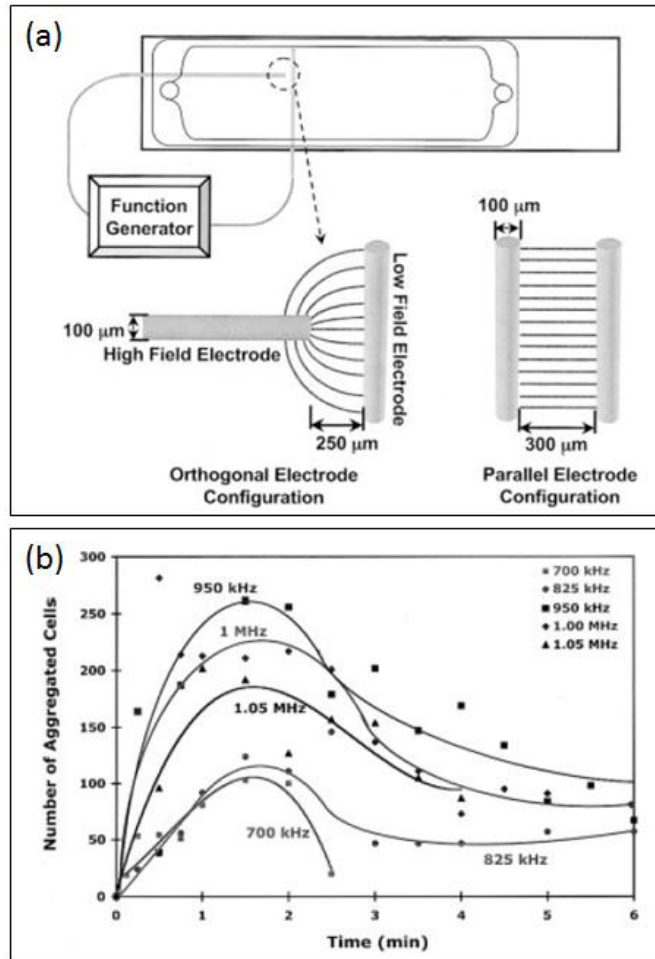 (a)
Function
Generator
100 μm
High Field Electrode
Low Field Electrode
250 μm
Orthogonal Electrode
Configuration
100 μm
300 μm
Parallel Electrode
Configuration
(b)
Number of Aggregated Cells
300
250
200
150
100
50
0
950 kHz
1 MHz
1.05 MHz
700 kHz
825 kHz
700 kHz
825 kHz
950 kHz
1.00 MHz
1.05 MHz
0 1 2 3 4 5 6
Time (min)